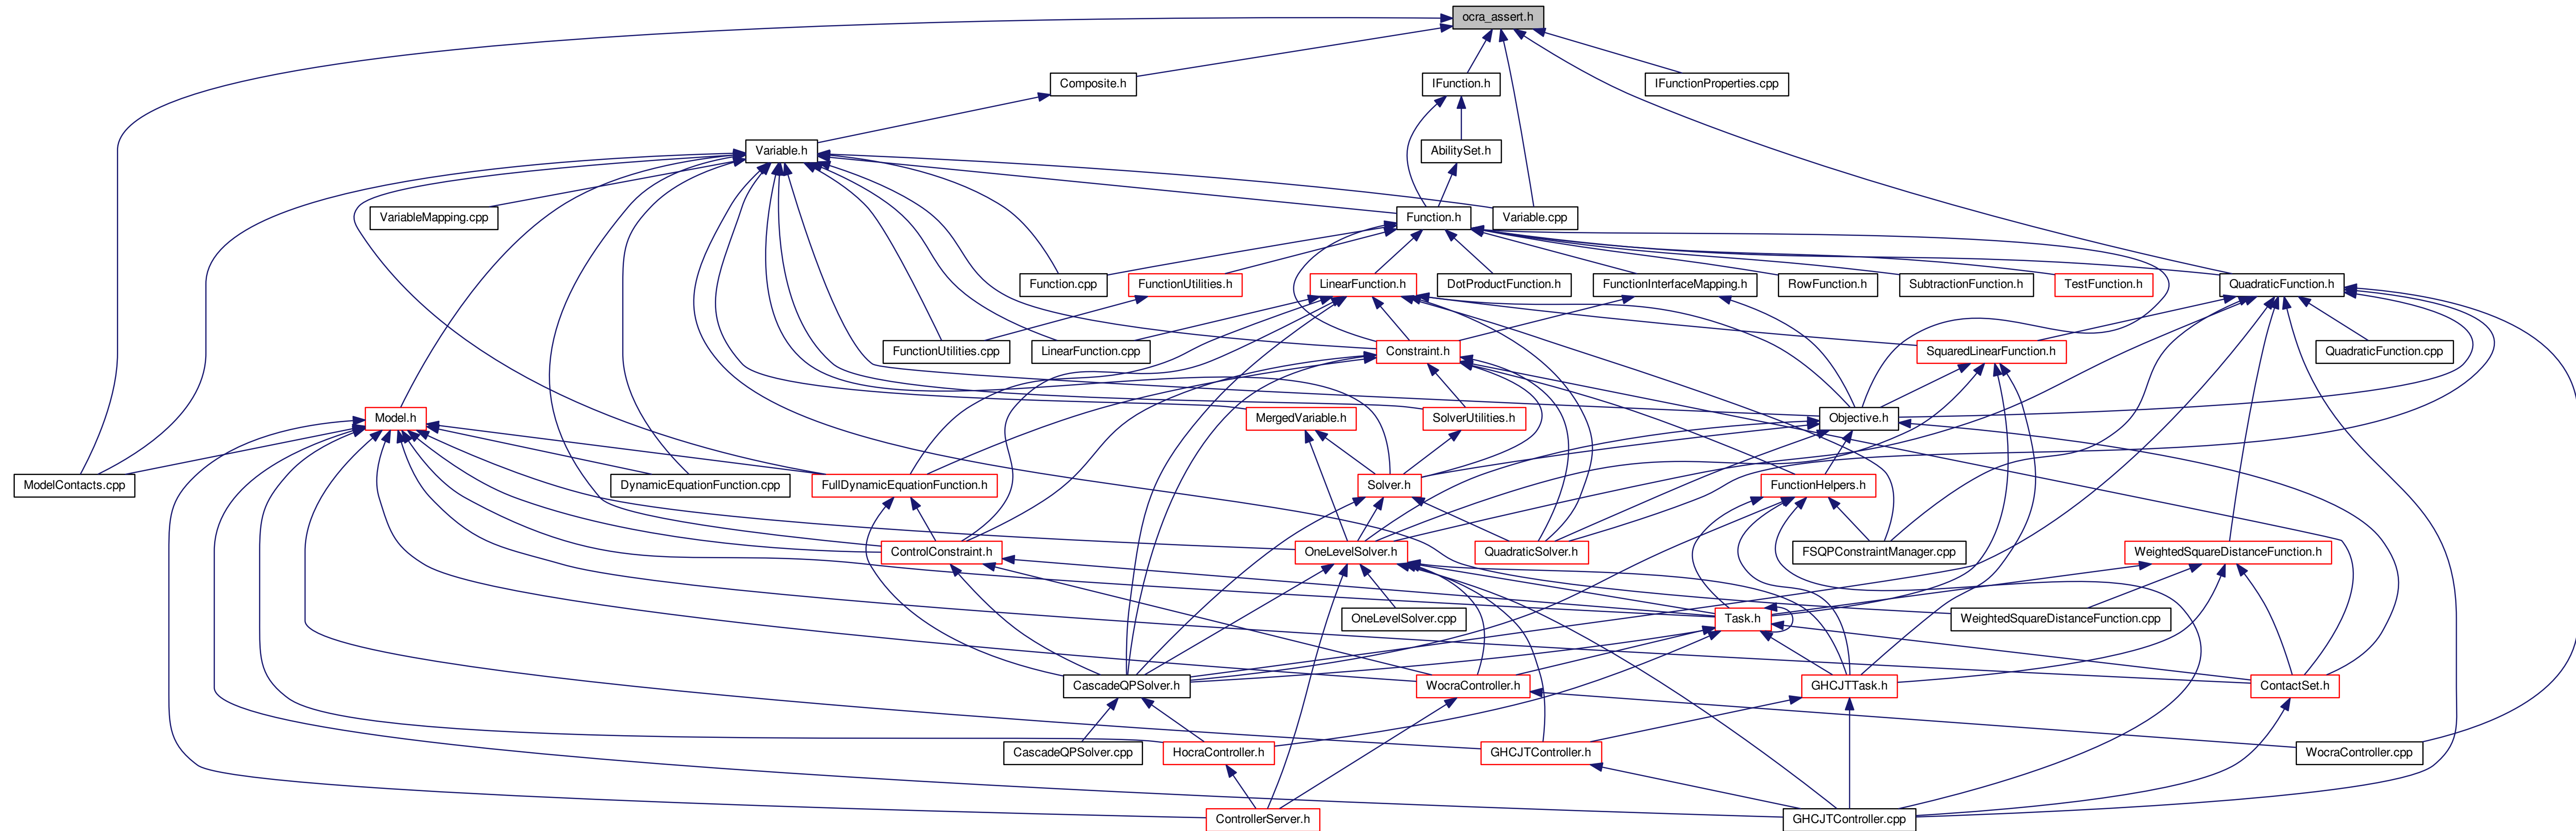 ocra_assert.h
Composite.h
IFunction.h
IFunctionProperties.cpp
Variable.h
AbilitySet.h
VariableMapping.cpp
Function.h
Variable.cpp
Function.cpp
FunctionUtilities.h
LinearFunction.h
DotProductFunction.h
FunctionInterfaceMapping.h
RowFunction.h
SubtractionFunction.h
TestFunction.h
QuadraticFunction.h
FunctionUtilities.cpp
LinearFunction.cpp
Constraint.h
SquaredLinearFunction.h
QuadraticFunction.cpp
Model.h
MergedVariable.h
SolverUtilities.h
Objective.h
ModelContacts.cpp
DynamicEquationFunction.cpp
FullDynamicEquationFunction.h
Solver.h
FunctionHelpers.h
ControlConstraint.h
OneLevelSolver.h
QuadraticSolver.h
FSQPConstraintManager.cpp
WeightedSquareDistanceFunction.h
OneLevelSolver.cpp
Task.h
WeightedSquareDistanceFunction.cpp
CascadeQPSolver.h
WocraController.h
GHCJTTask.h
ContactSet.h
CascadeQPSolver.cpp
HocraController.h
GHCJTController.h
WocraController.cpp
ControllerServer.h
GHCJTController.cpp